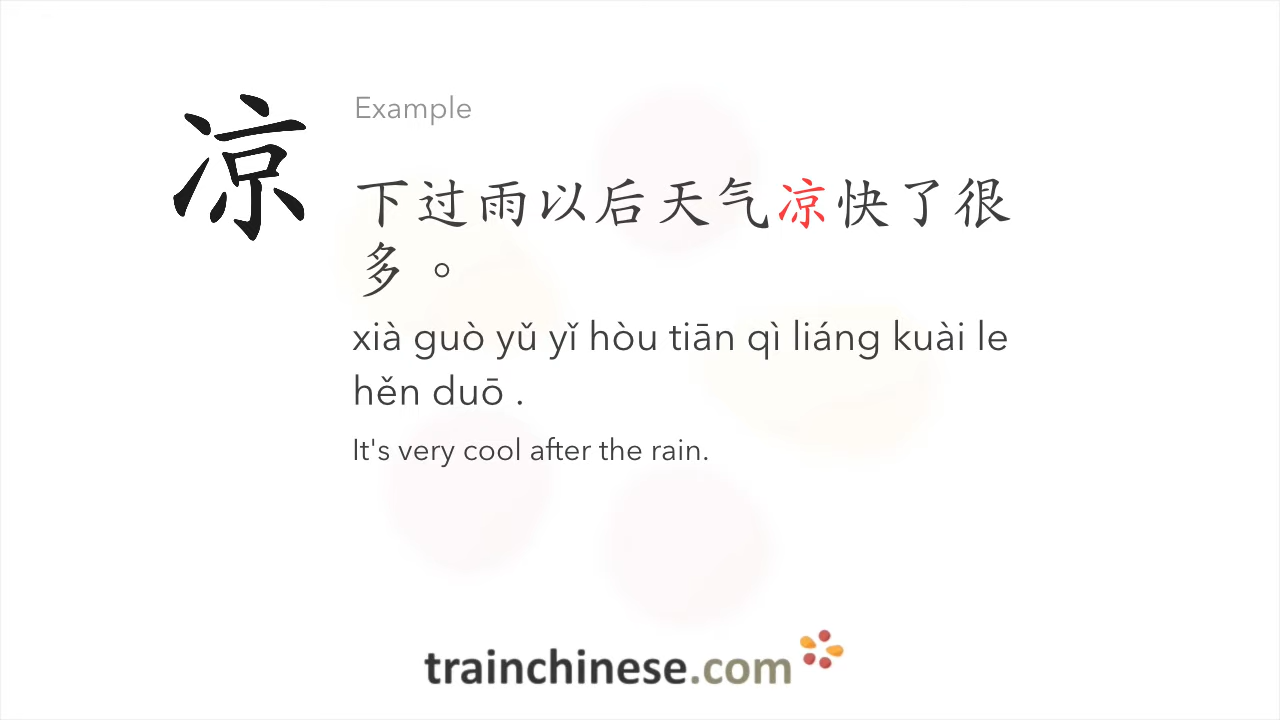 凉
Example
下过雨以后天气凉快了很
多。
xià guò yǔ yǐ hòu tiān qì liáng kuài le
hěn duō .
It's very cool after the rain.
trainchinese.com